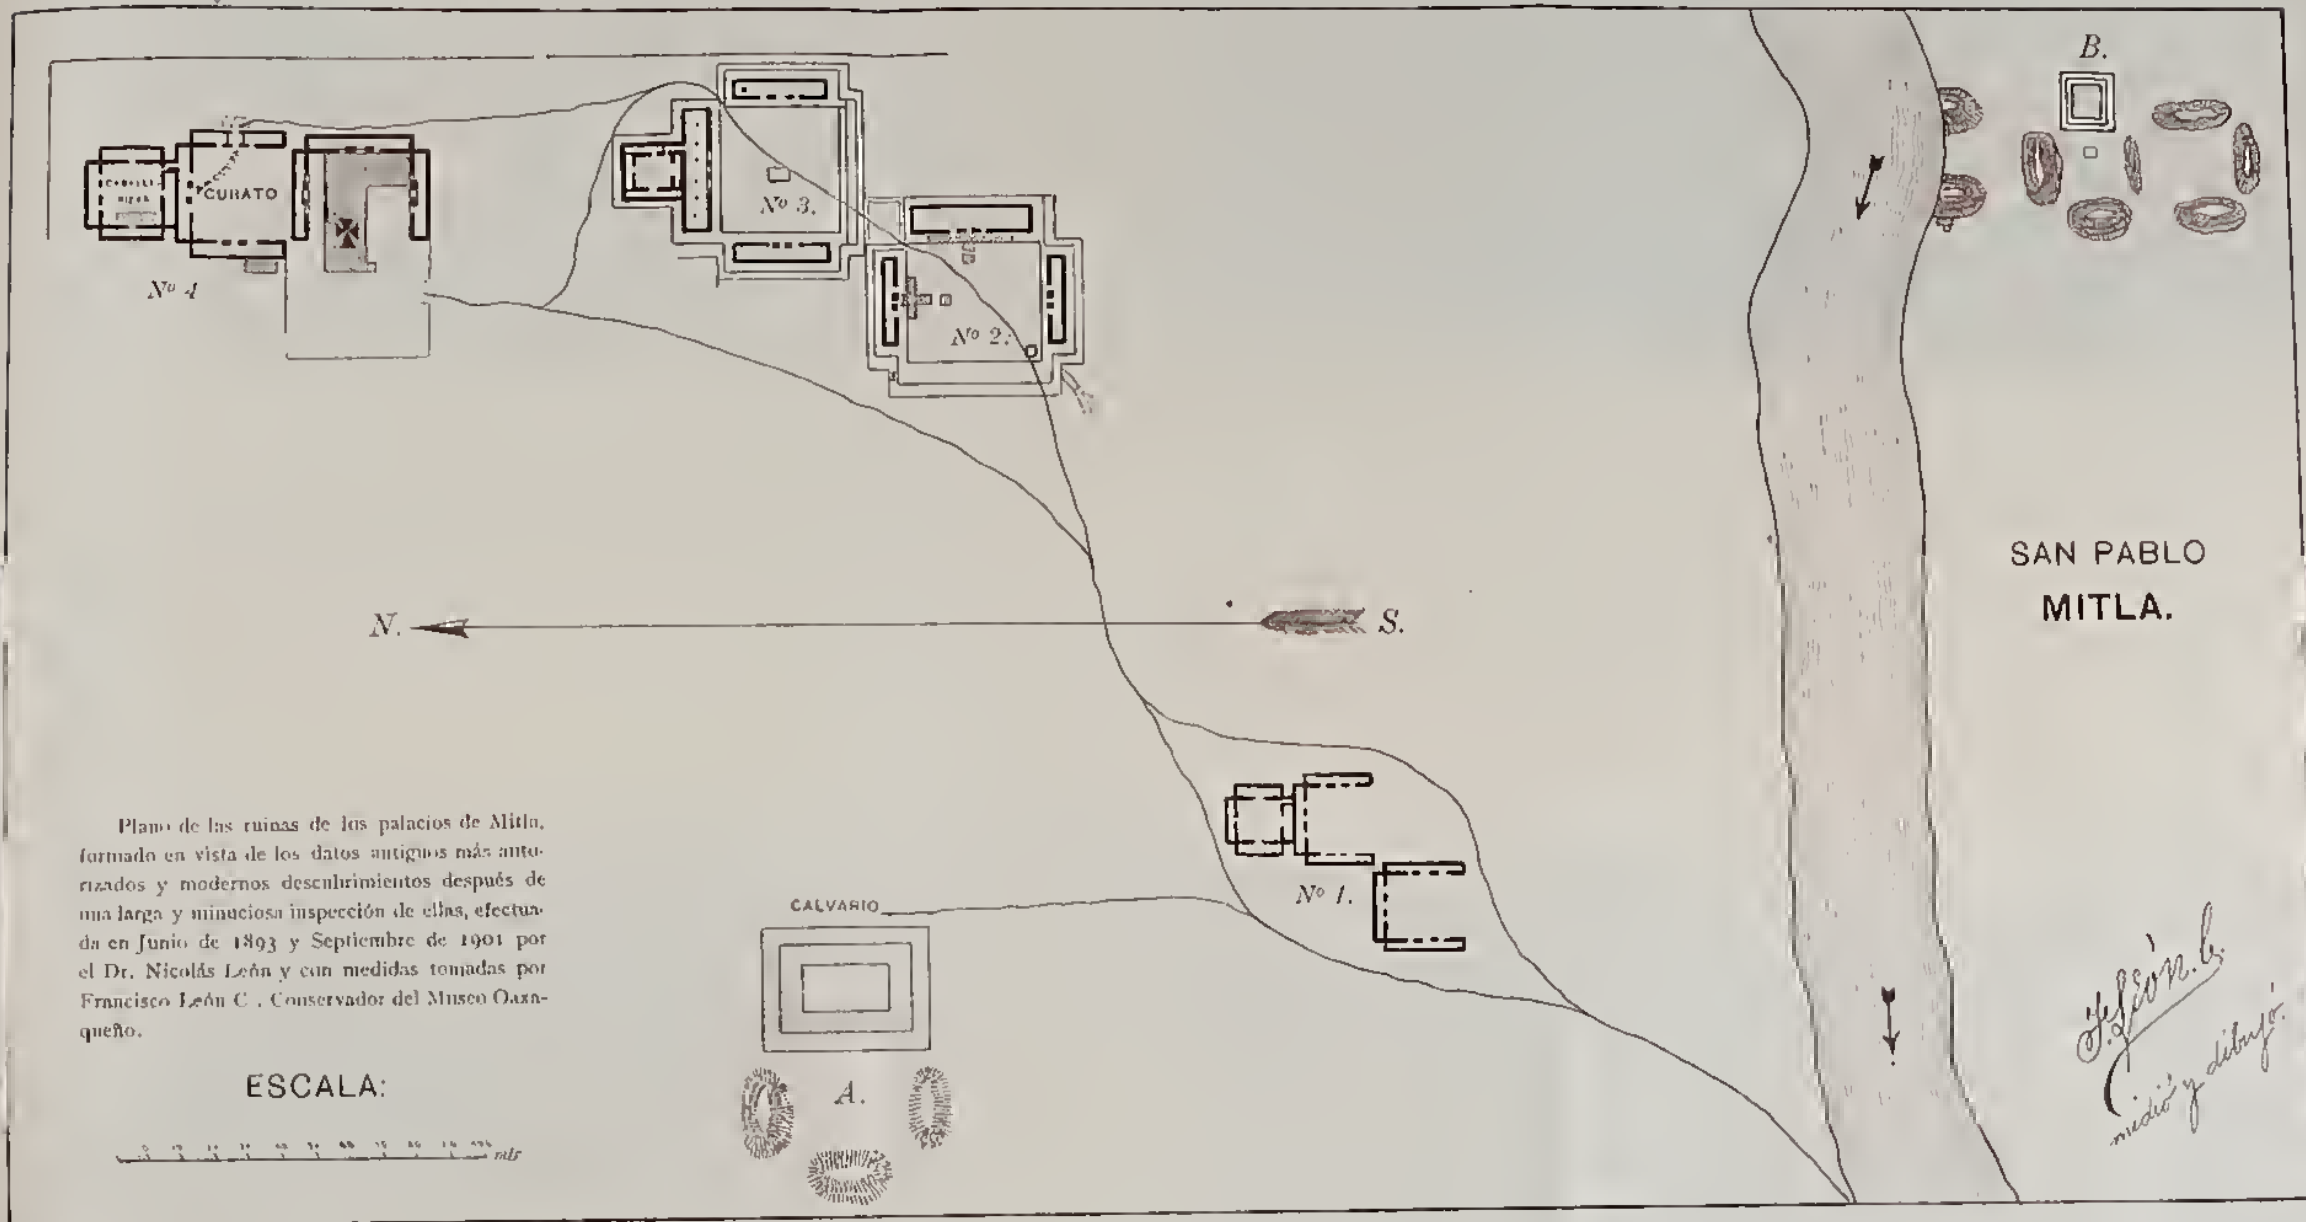 B.
CURATO
Nº 4
Nº 3.
Nº 2.
SAN PABLO
MITLA.
N.
S.
Plano de las ruinas de los palacios de Mitla,
formado en vista de los datos antiguos más auto-
rizados y modernos descubrimientos después de
una larga y minuciosa inspección de ellas, efectua-
da en Junio de 1893 y Septiembre de 1901 por
el Dr. Nicolás León y con medidas tomadas por
Francisco León C., Conservador del Museo Oaxa-
queño.
Nº 1.
CALVARIO
A.
ESCALA:
mts
F. León. C.
midió y dibujó.